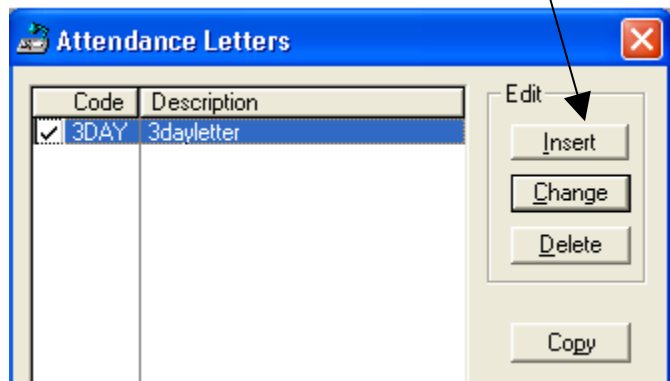 Attendance Letters
Code Description
3DAY 3dayletter
Edit
Insert
Change
Delete
Copy